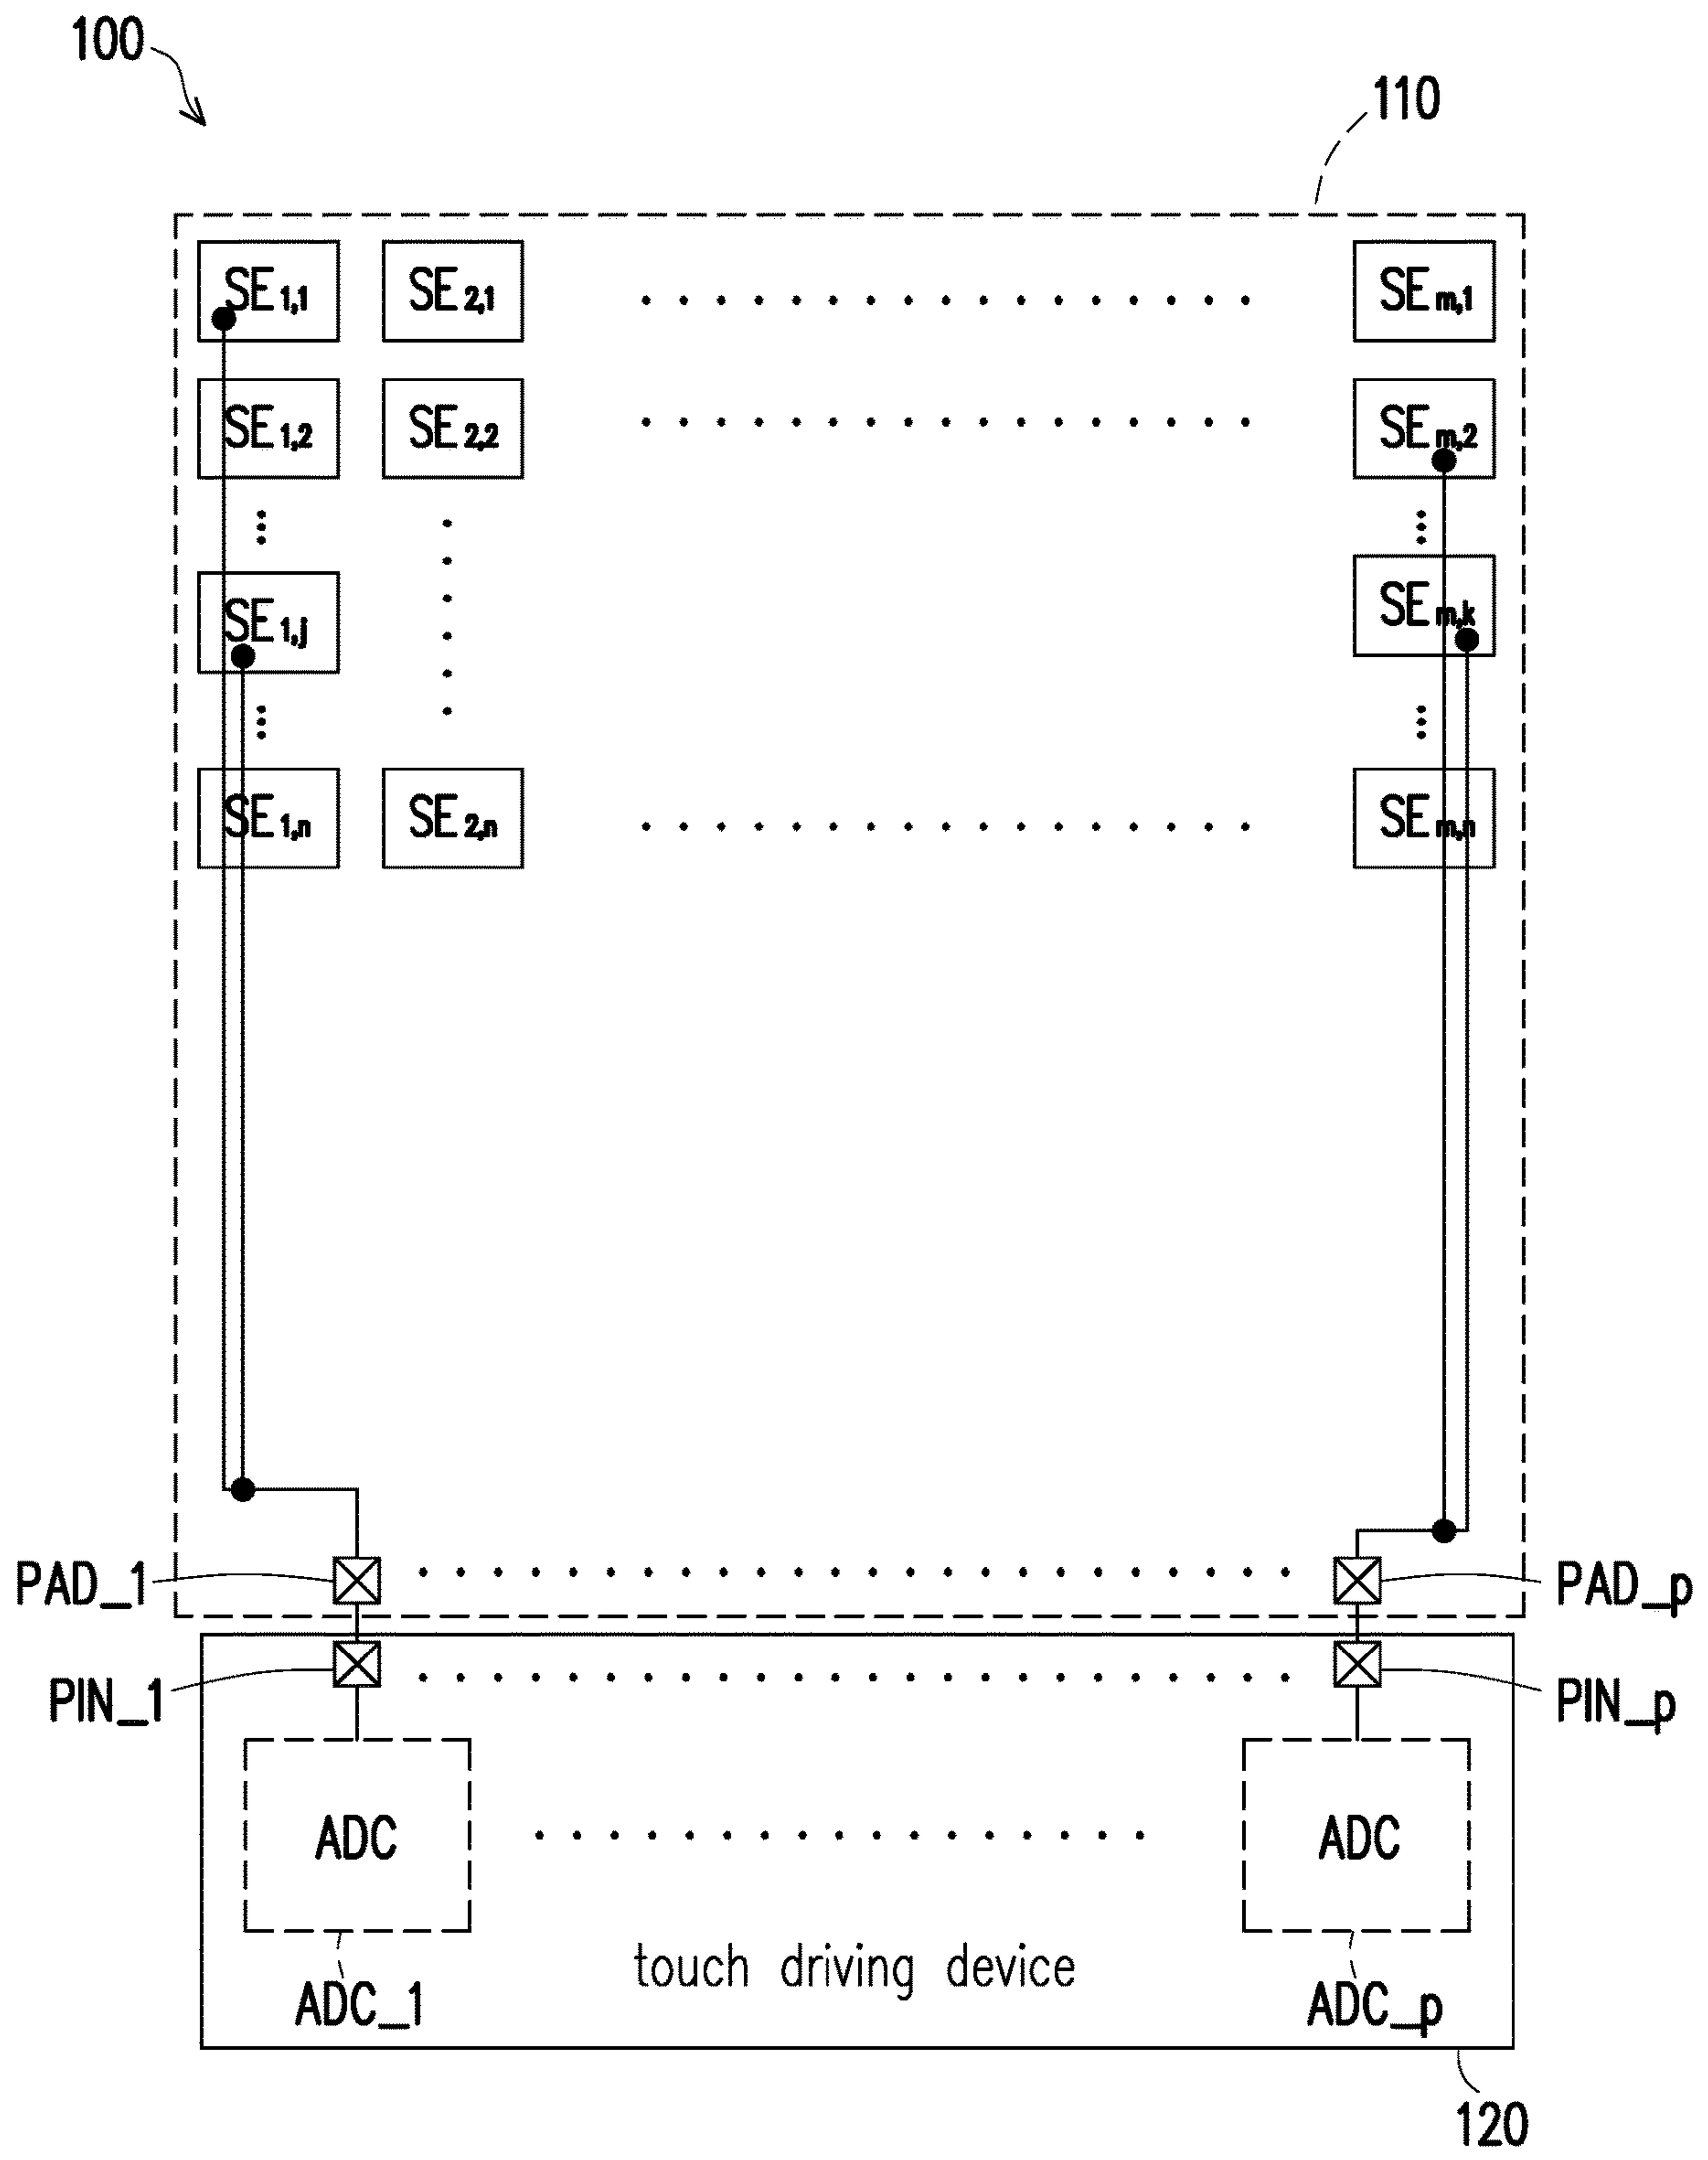 100
110
SE1,1 SE2,1 SEm,1
SE1,2 SE2,2 SEm,2
SE1,j SEm,k
SE1,n SE2,n SEm,n
PAD_1 PAD_p
PIN_1 PIN_p
ADC ADC
touch driving device
ADC_1 ADC_p
120